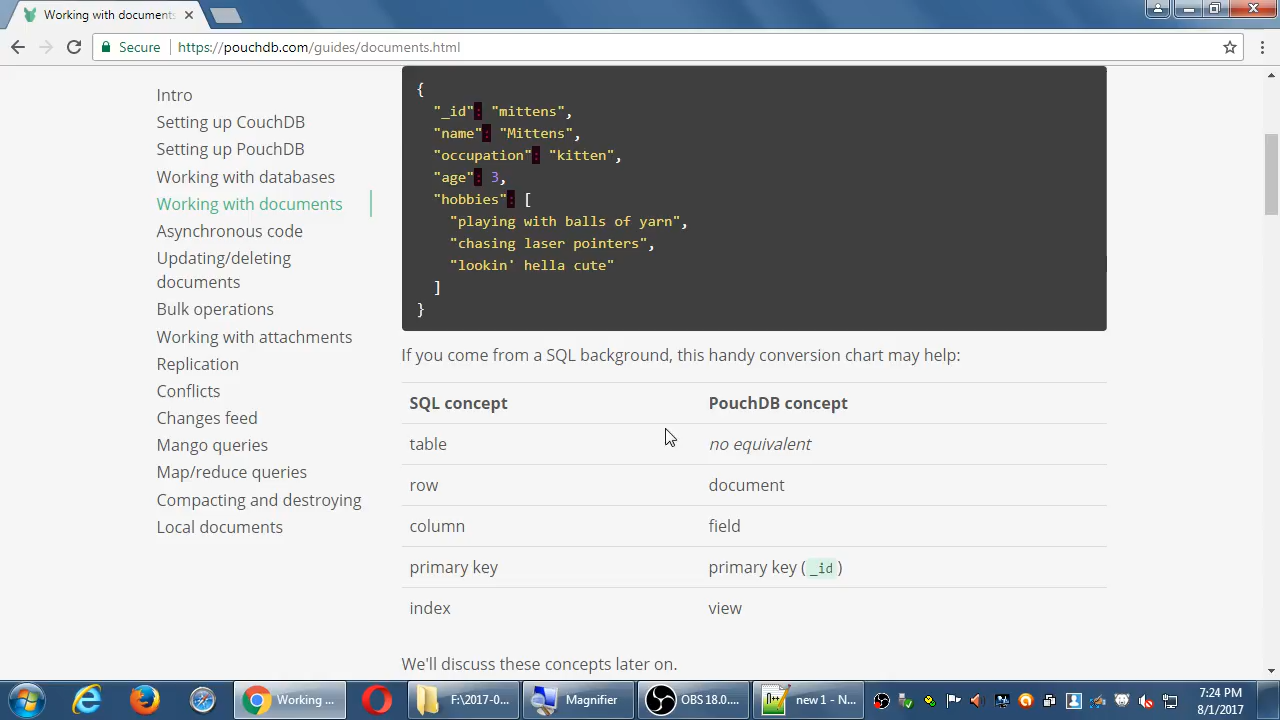 Working with documents
Secure
https://pouchdb.com/guides/documents.html
Intro
Setting up CouchDB
Setting up PouchDB
Working with databases
Working with documents
Asynchronous code
Updating/deleting
documents
Bulk operations
Working with attachments
Replication
Conflicts
Changes feed
Mango queries
Map/reduce queries
Compacting and destroying
Local documents
{
"_id": "mittens",
"name": "Mittens",
"occupation": "kitten",
"age": 3,
"hobbies": [
"playing with balls of yarn",
"chasing laser pointers",
"lookin' hella cute"
]
}
If you come from a SQL background, this handy conversion chart may help:
SQL concept PouchDB concept
table no equivalent
row document
column field
primary key primary key (_id)
index view
We'll discuss these concepts later on.
Working ...
F:\2017-0...
Magnifier
OBS 18.0....
new 1 - N...
7:24 PM
8/1/2017